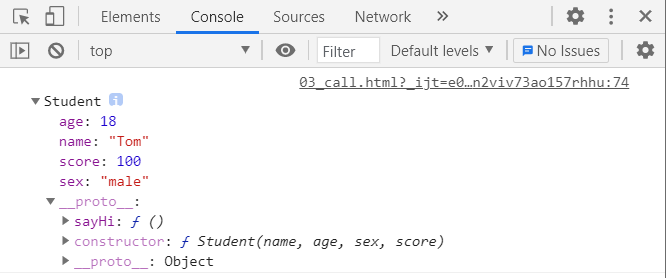 Elements Console Sources Network »
top Filter Default levels No Issues
03_call.html?_ijt=e0…n2viv73ao157rhhu:74
Student i
age: 18
name: "Tom"
score: 100
sex: "male"
__proto__:
sayHi: ƒ ()
constructor: ƒ Student(name, age, sex, score)
__proto__: Object